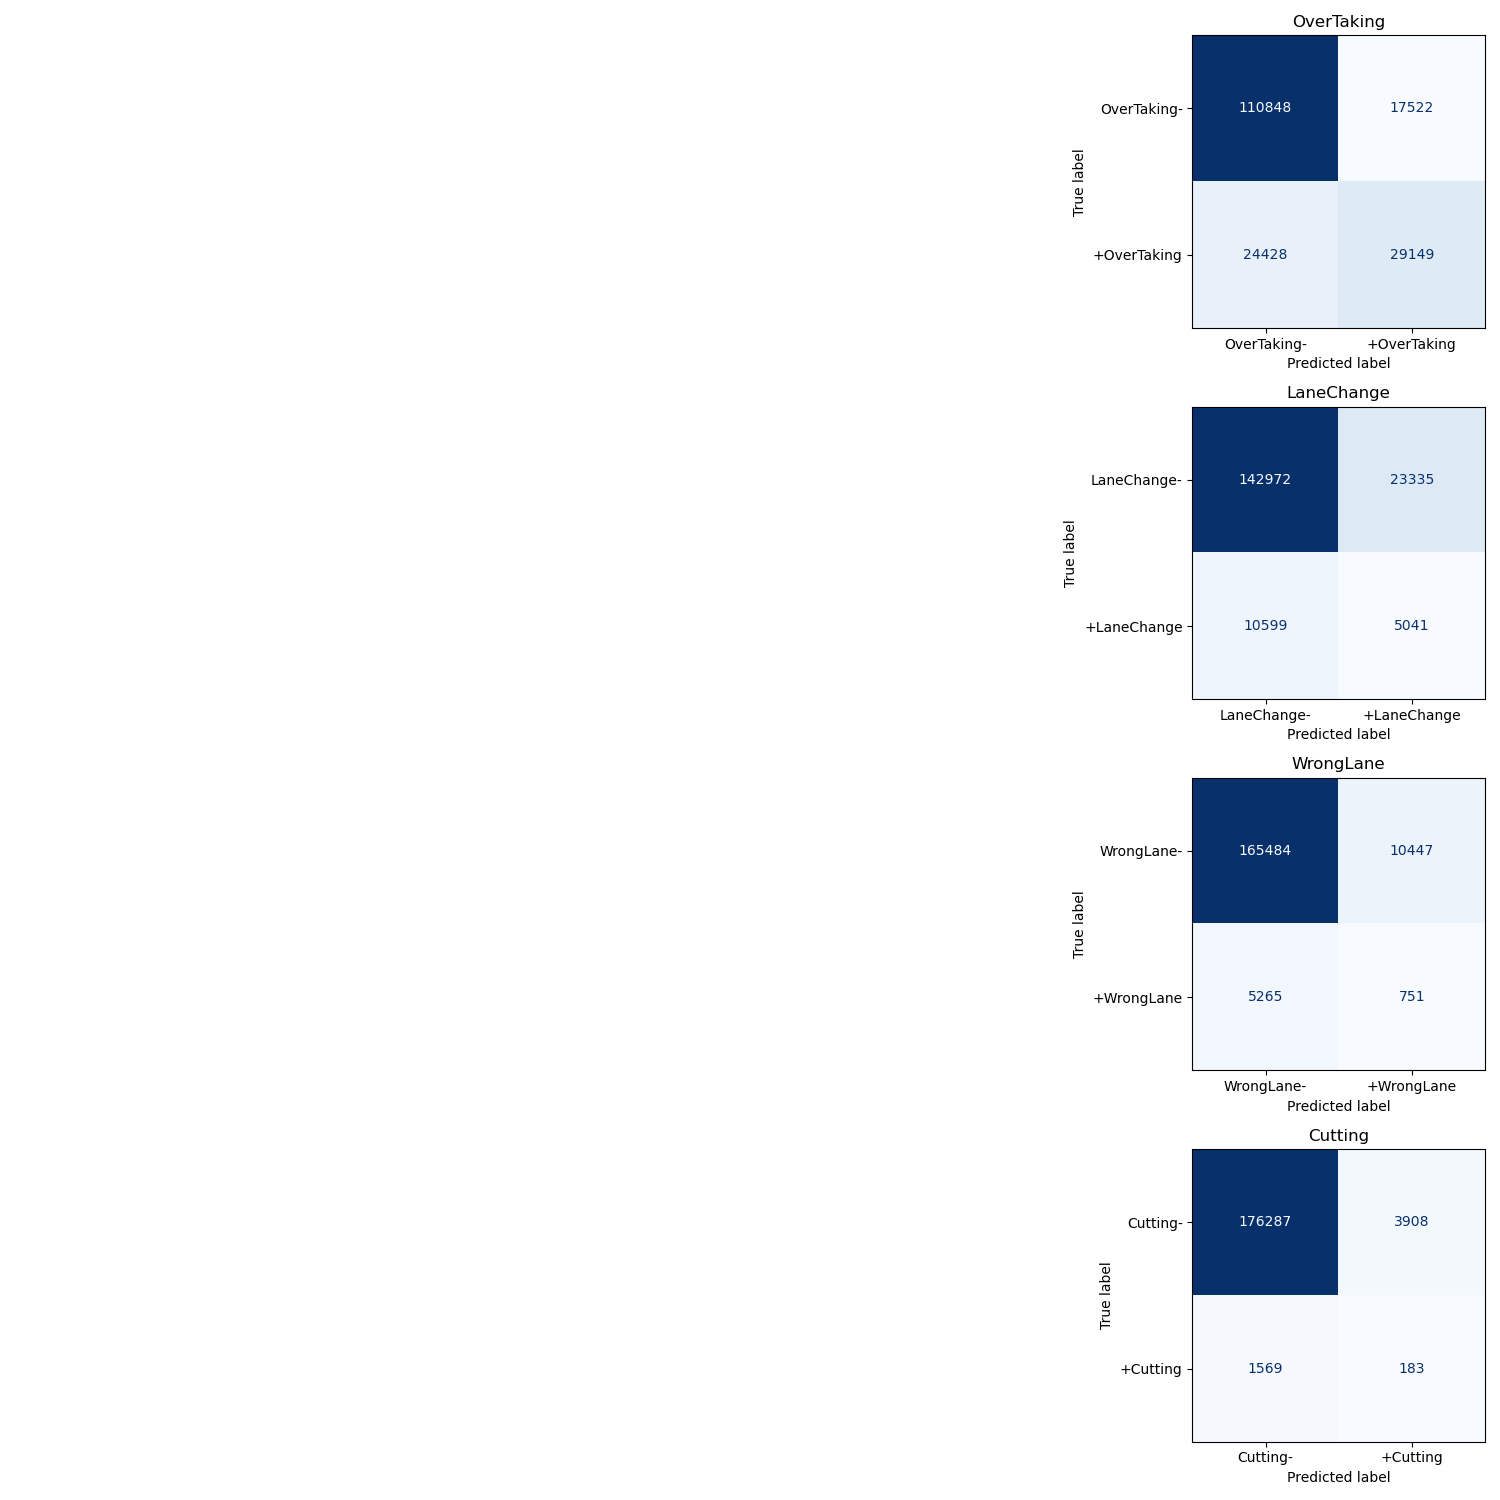 OverTaking
OverTaking-
110848 17522
True label
+OverTaking
24428 29149
OverTaking- +OverTaking
Predicted label
LaneChange
LaneChange-
142972 23335
True label
+LaneChange
10599 5041
LaneChange- +LaneChange
Predicted label
WrongLane
WrongLane-
165484 10447
True label
+WrongLane
5265 751
WrongLane- +WrongLane
Predicted label
Cutting
Cutting-
176287 3908
True label
+Cutting
1569 183
Cutting- +Cutting
Predicted label